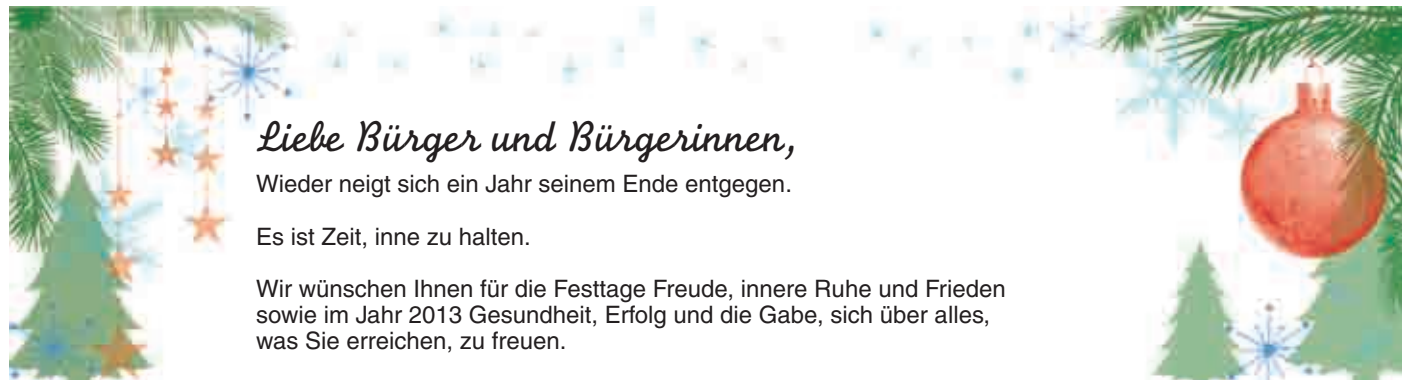 Liebe Bürger und Bürgerinnen,
Wieder neigt sich ein Jahr seinem Ende entgegen.
Es ist Zeit, inne zu halten.
Wir wünschen Ihnen für die Festtage Freude, innere Ruhe und Frieden
sowie im Jahr 2013 Gesundheit, Erfolg und die Gabe, sich über alles,
was Sie erreichen, zu freuen.